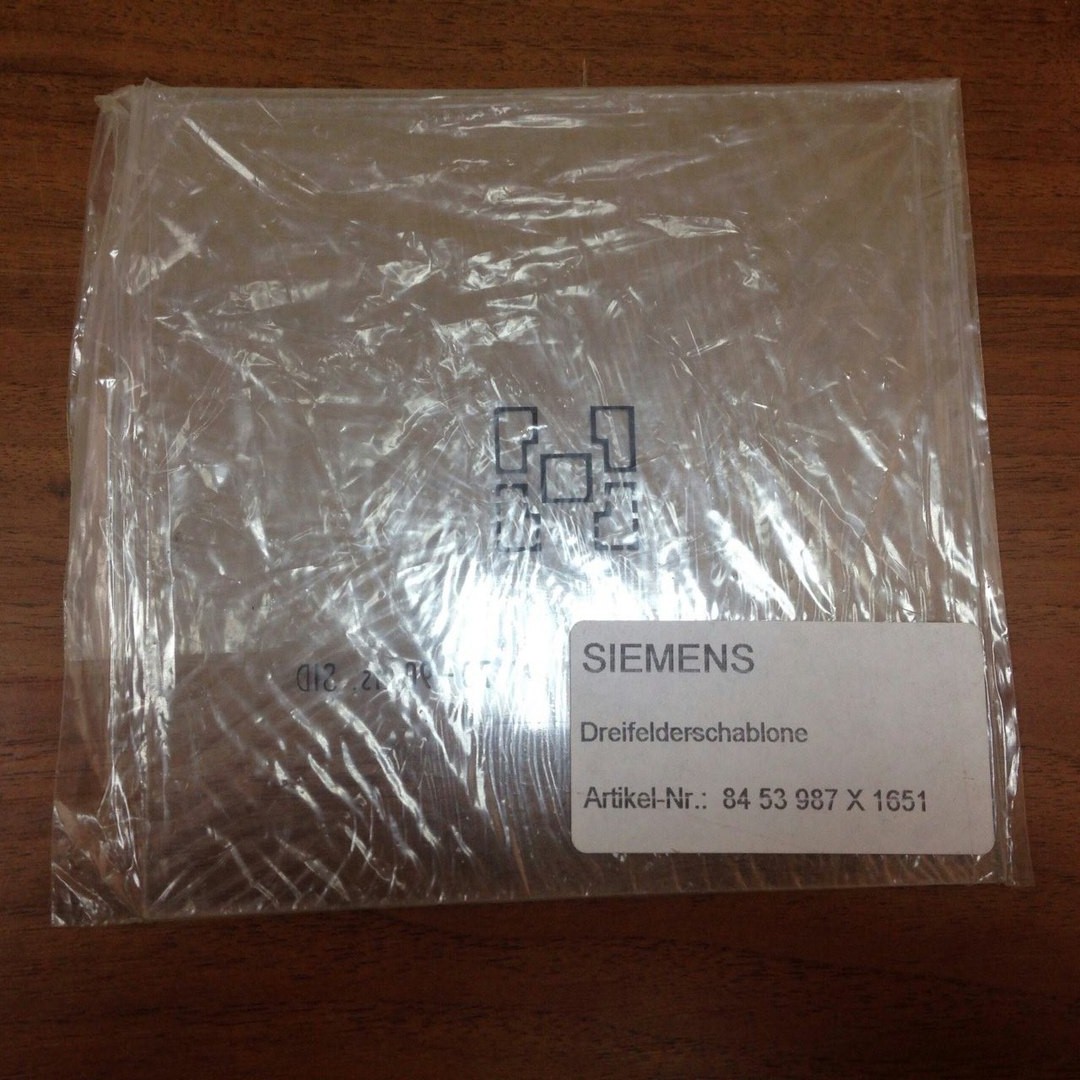 SIEMENS
Dreifelderschablone
Artikel-Nr.: 84 53 987 X 1651